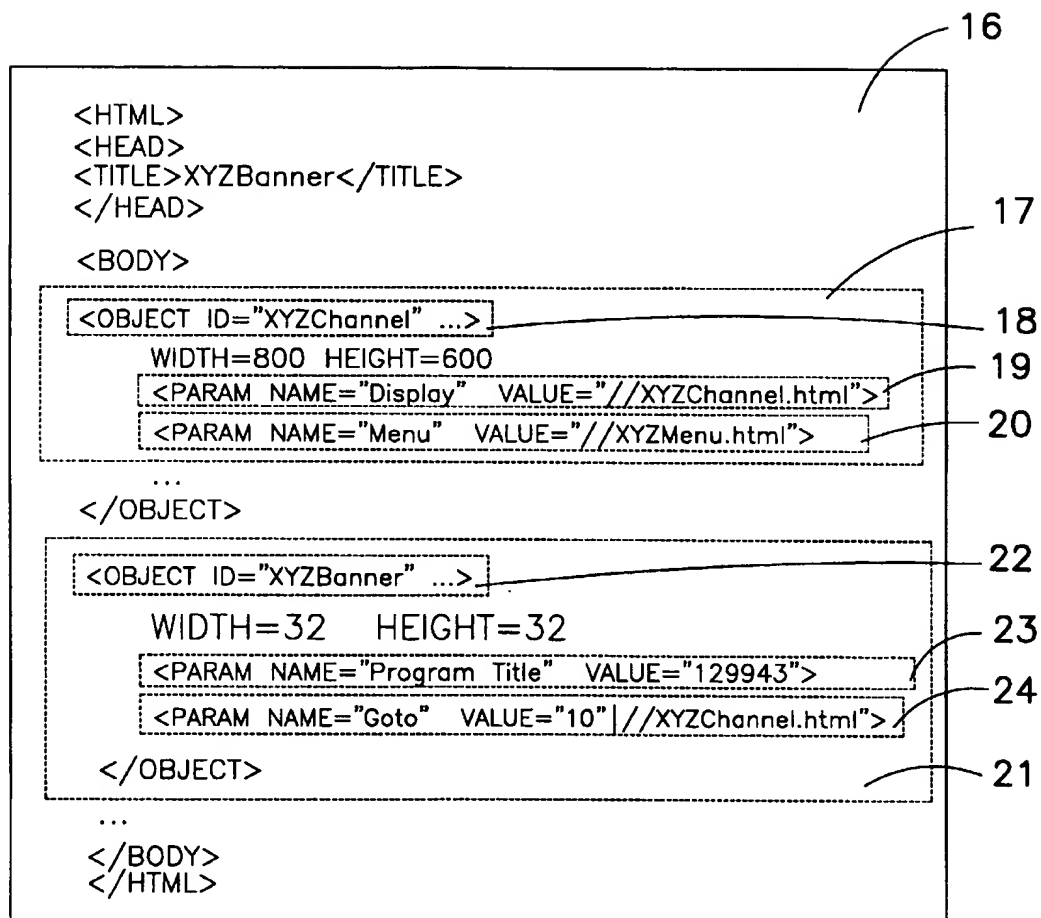 16
<HTML>
<HEAD>
<TITLE>XYZBanner</TITLE>
</HEAD>
17
<BODY>
<OBJECT ID="XYZChannel" ...>
18
WIDTH=800 HEIGHT=600
19
<PARAM NAME="Display" VALUE="//XYZChannel.html">
<PARAM NAME="Menu" VALUE="//XYZMenu.html">
20
...
</OBJECT>
<OBJECT ID="XYZBanner" ...>
22
WIDTH=32 HEIGHT=32
23
<PARAM NAME="Program Title" VALUE="129943">
24
<PARAM NAME="Goto" VALUE="10"|//XYZChannel.html">
</OBJECT>
21
...
</BODY>
</HTML>